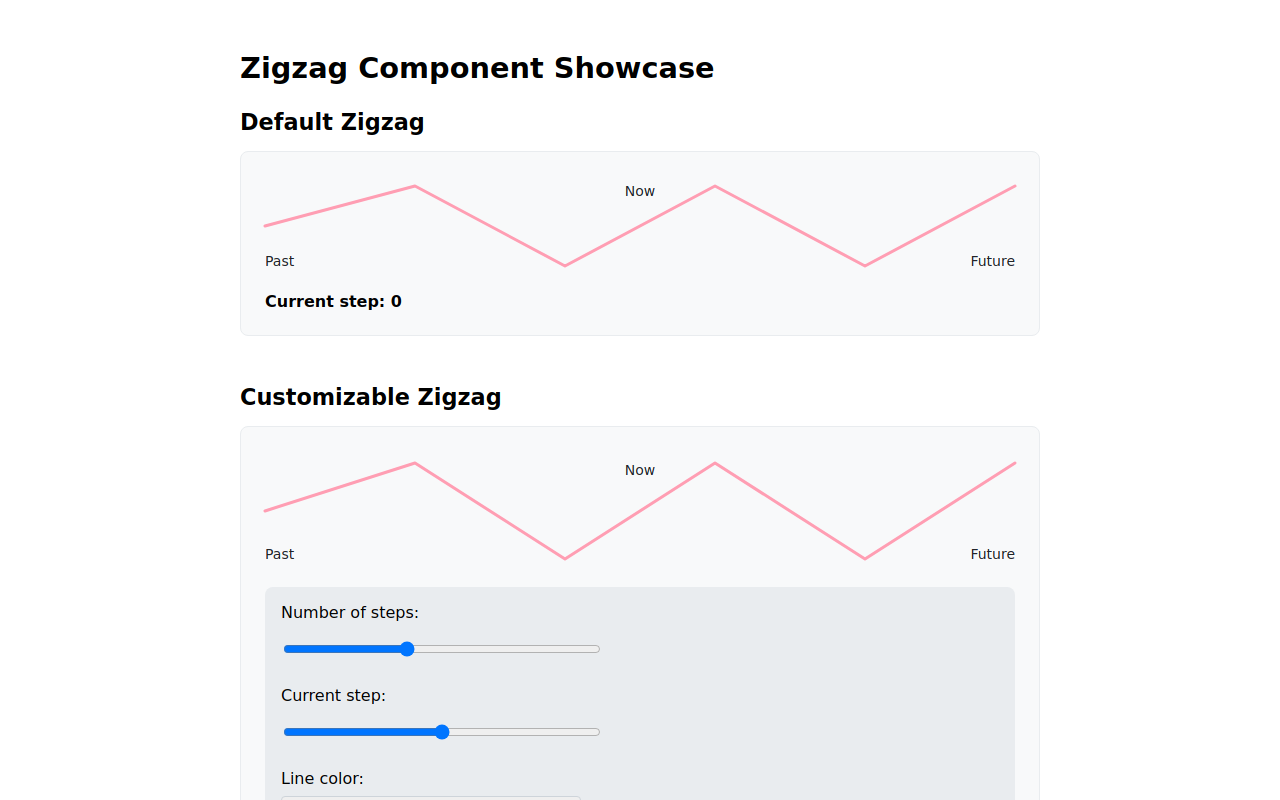 Zigzag Component Showcase
Default Zigzag
Now
Past
Future
Current step: 0
Customizable Zigzag
Now
Past
Future
Number of steps:
Current step:
Line color: